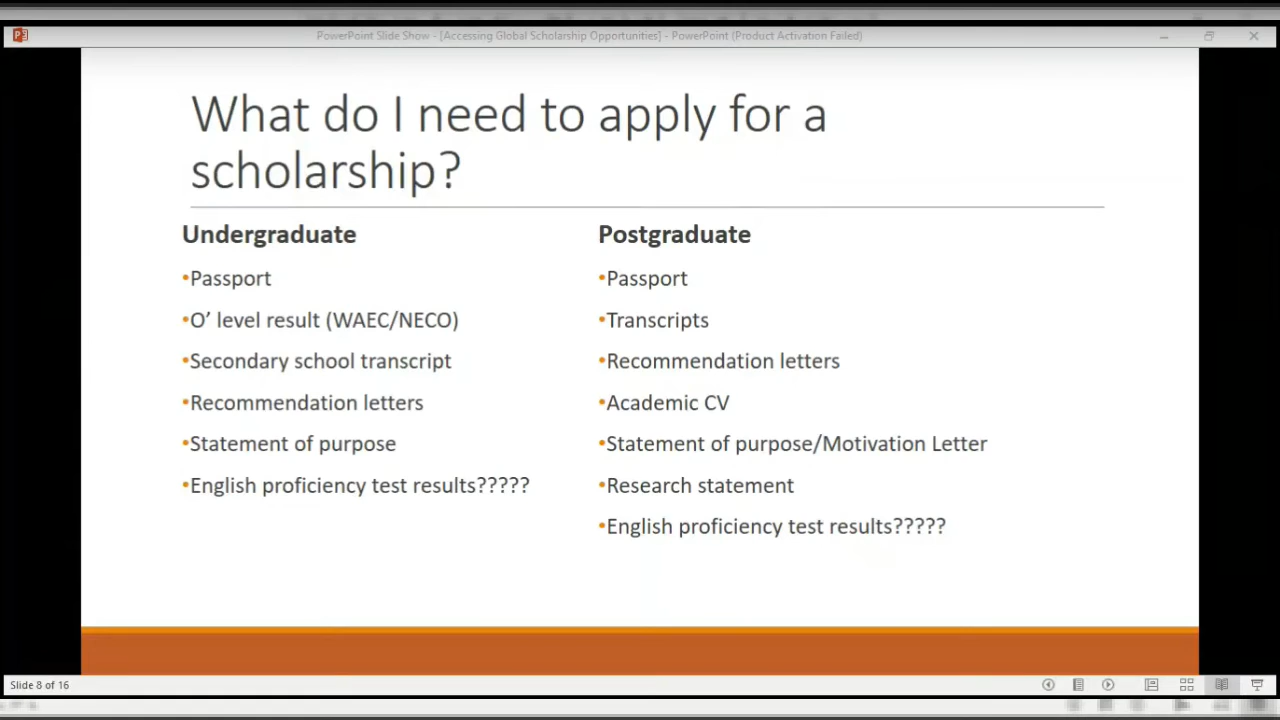 PowerPoint Slide Show - [Accessing Global Scholarship Opportunities] - PowerPoint (Product Activation Failed)
What do I need to apply for a
scholarship?
Undergraduate
•Passport
•O’ level result (WAEC/NECO)
•Secondary school transcript
•Recommendation letters
•Statement of purpose
•English proficiency test results?????
Postgraduate
•Passport
•Transcripts
•Recommendation letters
•Academic CV
•Statement of purpose/Motivation Letter
•Research statement
•English proficiency test results?????
Slide 8 of 16